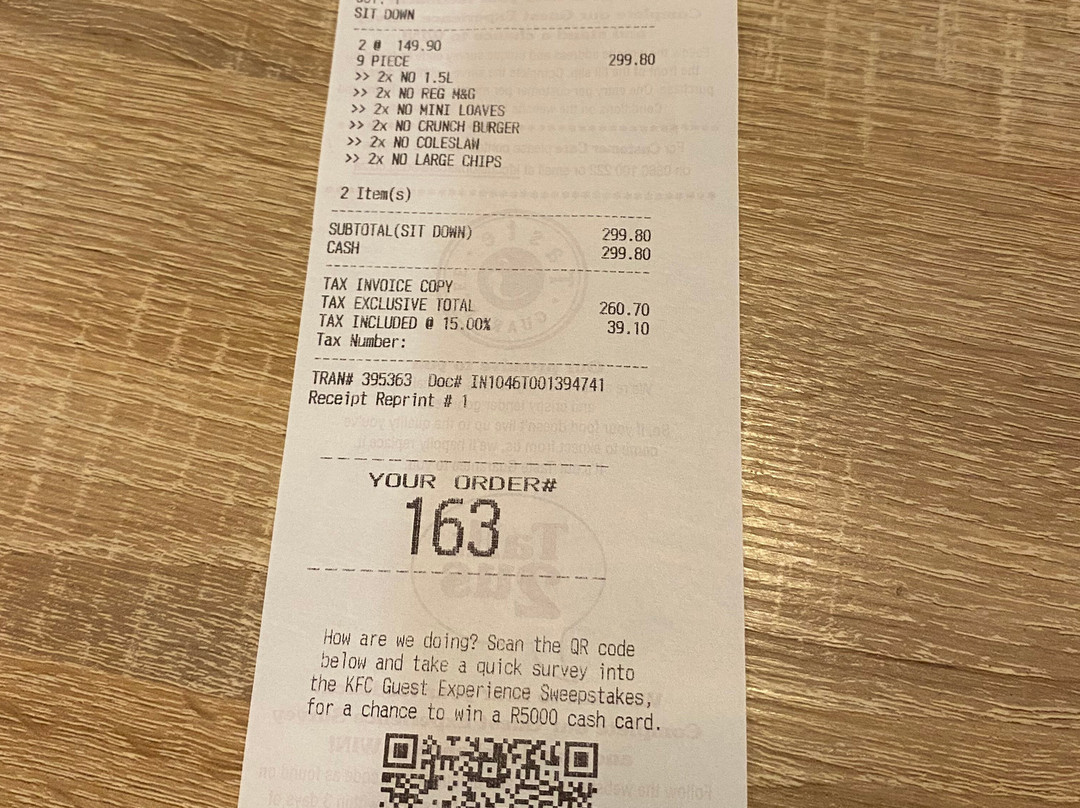 SIT DOWN
2 @ 149.90
9 PIECE 299.80
>> 2x NO 1.5L
>> 2x NO REG M&G
>> 2x NO MINI LOAVES
>> 2x NO CRUNCH BURGER
>> 2x NO COLESLAW
>> 2x NO LARGE CHIPS
2 Item(s)
SUBTOTAL(SIT DOWN) 299.80
CASH 299.80
TAX INVOICE COPY
TAX EXCLUSIVE TOTAL 260.70
TAX INCLUDED @ 15.00% 39.10
Tax Number:
TRAN# 395363 Doc# IN1046T001394741
Receipt Reprint # 1
YOUR ORDER#
163
How are we doing? Scan the QR code
below and take a quick survey into
the KFC Guest Experience Sweepstakes,
for a chance to win a R5000 cash card.